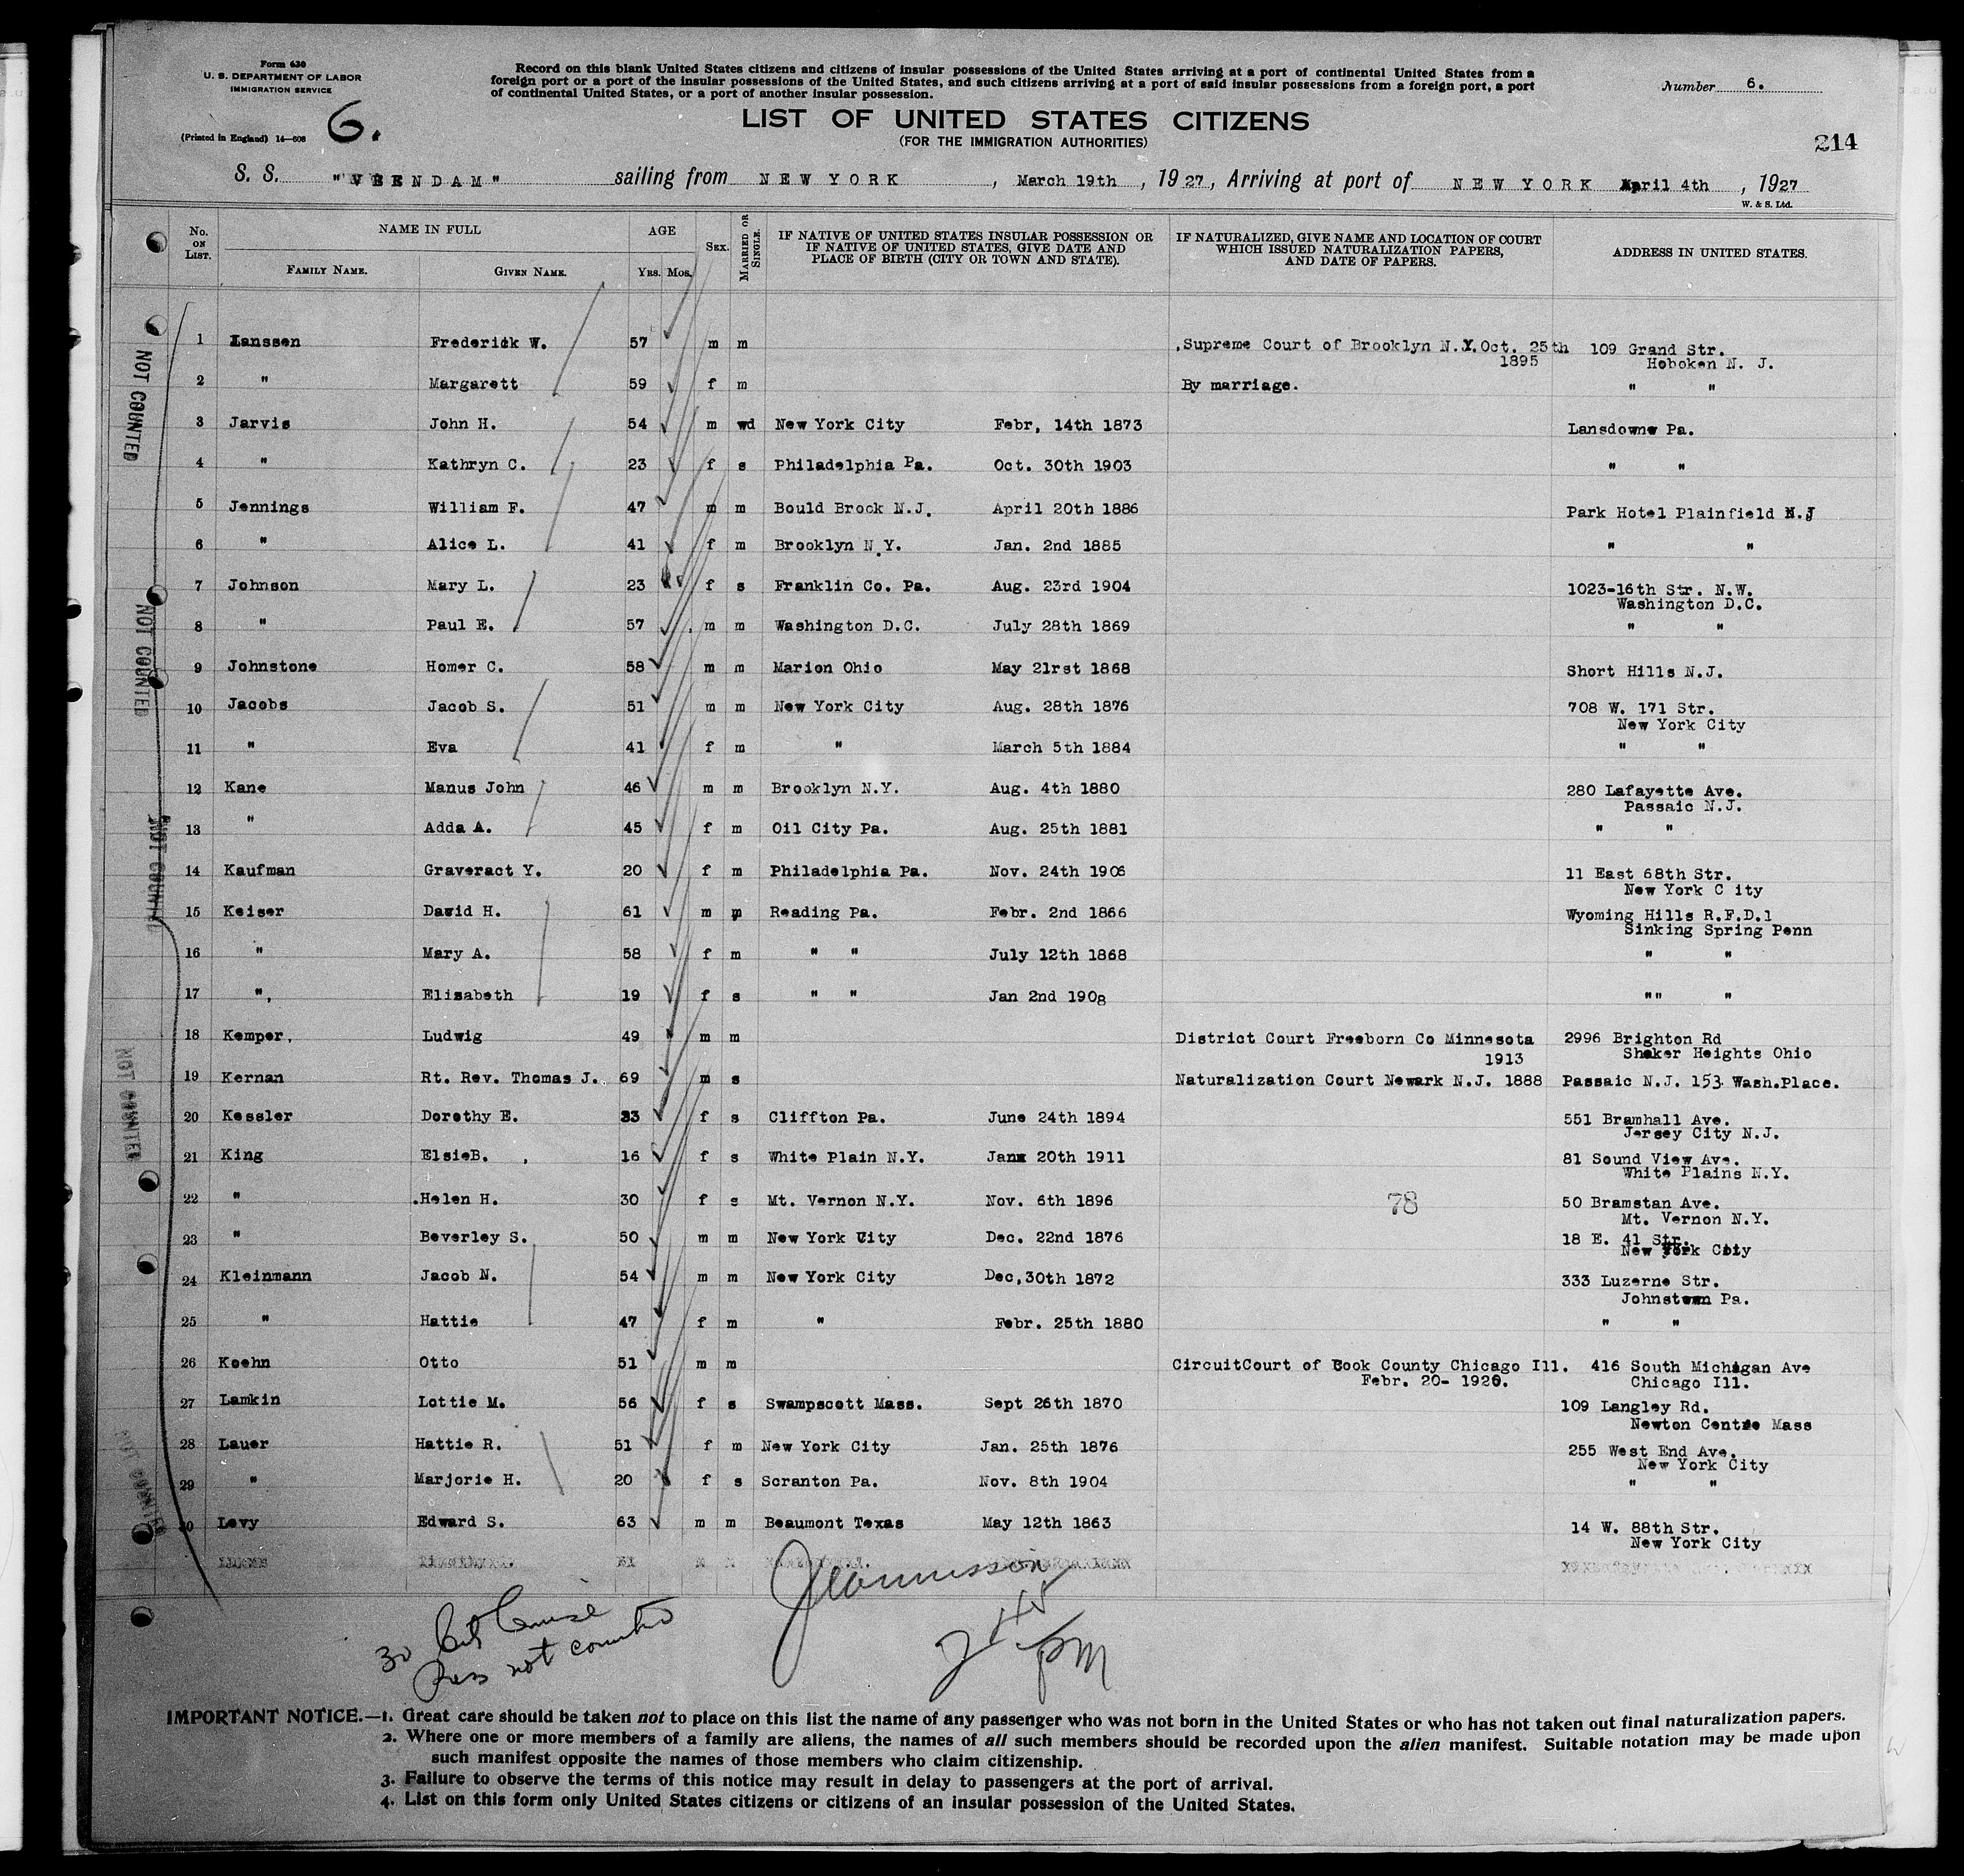 Form 630
U. S. DEPARTMENT OF LABOR
IMMIGRATION SERVICE
(Printed in England) 14—608
6.
Record on this blank United States citizens and citizens of insular possessions of the United States arriving at a port of continental United States from a
foreign port or a port of the insular possessions of the United States, and such citizens arriving at a port of said insular possessions from a foreign port, a port
of continental United States, or a port of another insular possession.
Number 6.
LIST OF UNITED STATES CITIZENS
(FOR THE IMMIGRATION AUTHORITIES)
214
S. S. "VEENDAM" sailing from NEW YORK, March 19th, 1927, Arriving at port of NEW YORK April 4th, 1927
W. & S. Ltd.
No. ON LIST. NAME IN FULL FAMILY NAME. GIVEN NAME. AGE YRS. MOS. SEX. MARRIED OR SINGLE. IF NATIVE OF UNITED STATES INSULAR POSSESSION OR IF NATIVE OF UNITED STATES, GIVE DATE AND PLACE OF BIRTH (CITY OR TOWN AND STATE). IF NATURALIZED, GIVE NAME AND LOCATION OF COURT WHICH ISSUED NATURALIZATION PAPERS, AND DATE OF PAPERS. ADDRESS IN UNITED STATES.
1 Ianssen Frederick W. 57 m m Supreme Court of Brooklyn N.Y. Oct. 25th 109 Grand Str.
1895 Hoboken N. J.
2 " Margarett 59 f m By marriage. " "
3 Jarvis John H. 54 m wd New York City Febr, 14th 1873 Lansdowne Pa.
4 " Kathryn C. 23 f s Philadelphia Pa. Oct. 30th 1903 " "
5 Jennings William F. 47 m m Bould Brook N.J. April 20th 1886 Park Hotel Plainfield N.J
6 " Alice L. 41 f m Brooklyn N.Y. Jan. 2nd 1885 " "
7 Johnson Mary L. 23 f s Franklin Co. Pa. Aug. 23rd 1904 1023-16th Str. N.W.
Washington D.C.
8 " Paul E. 57 m m Washington D.C. July 28th 1869 " "
9 Johnstone Homer C. 58 m m Marion Ohio May 21rst 1868 Short Hills N.J.
10 Jacobs Jacob S. 51 m m New York City Aug. 28th 1876 708 W. 171 Str.
New York City
11 " Eva 41 f m " March 5th 1884 " "
12 Kane Manus John 46 m m Brooklyn N.Y. Aug. 4th 1880 280 Lafayette Ave.
Passaic N.J.
13 " Adda A. 45 f m Oil City Pa. Aug. 25th 1881 " "
14 Kaufman Graveract Y. 20 f m Philadelphia Pa. Nov. 24th 1906 11 East 68th Str.
New York C ity
15 Keiser David H. 61 m m Reading Pa. Febr. 2nd 1866 Wyoming Hills R.F.D.1
Sinking Spring Penn
16 " Mary A. 58 f m " " July 12th 1868 " "
17 ", Elisabeth 19 f s " " Jan 2nd 1908 "" "
18 Kemper. Ludwig 49 m m District Court Freeborn Co Minnesota 2996 Brighton Rd
1913 Shaker Heights Ohio
19 Kernan Rt. Rev. Thomas J. 69 m s Naturalization Court Newark N.J. 1888 Passaic N.J. 153 Wash.Place.
20 Kessler Dorothy E. 33 f s Cliffton Pa. June 24th 1894 551 Bramhall Ave.
Jersey City N.J.
21 King ElsieB. 16 f s White Plain N.Y. Jan 20th 1911 81 Sound View Ave.
White Plains N.Y.
22 " Helen H. 30 f s Mt. Vernon N.Y. Nov. 6th 1896 78 50 Bramstan Ave.
Mt. Vernon N.Y.
23 " Beverley S. 50 m m New York City Dec. 22nd 1876 18 E. 41 Str.
New York City
24 Kleinmann Jacob N. 54 m m New York City Dec,30th 1872 333 Luzerne Str.
Johnstown Pa.
25 " Hattie 47 f m " Febr. 25th 1880 " "
26 Koehn Otto 51 m m CircuitCourt of Cook County Chicago Ill. 416 South Michigan Ave
Febr. 20- 1920. Chicago Ill.
27 Lamkin Lottie M. 56 f s Swampscott Mass. Sept 26th 1870 109 Langley Rd.
Newton Centre Mass
28 Lauer Hattie R. 51 f m New York City Jan. 25th 1876 255 West End Ave.
New York City
29 " Marjorie H. 20 f s Scranton Pa. Nov. 8th 1904 " "
30 Levy Edward S. 63 m m Beaumont Texas May 12th 1863 14 W. 88th Str.
New York City
NOT COUNTED
NOT COUNTED
NOT COUNTED
NOT COUNTED
NOT COUNTED
30 Cit Cruise
Pass not counted
2 45 PM
IMPORTANT NOTICE.—1. Great care should be taken not to place on this list the name of any passenger who was not born in the United States or who has not taken out final naturalization papers.
2. Where one or more members of a family are aliens, the names of all such members should be recorded upon the alien manifest. Suitable notation may be made upon
such manifest opposite the names of those members who claim citizenship.
3. Failure to observe the terms of this notice may result in delay to passengers at the port of arrival.
4. List on this form only United States citizens or citizens of an insular possession of the United States.